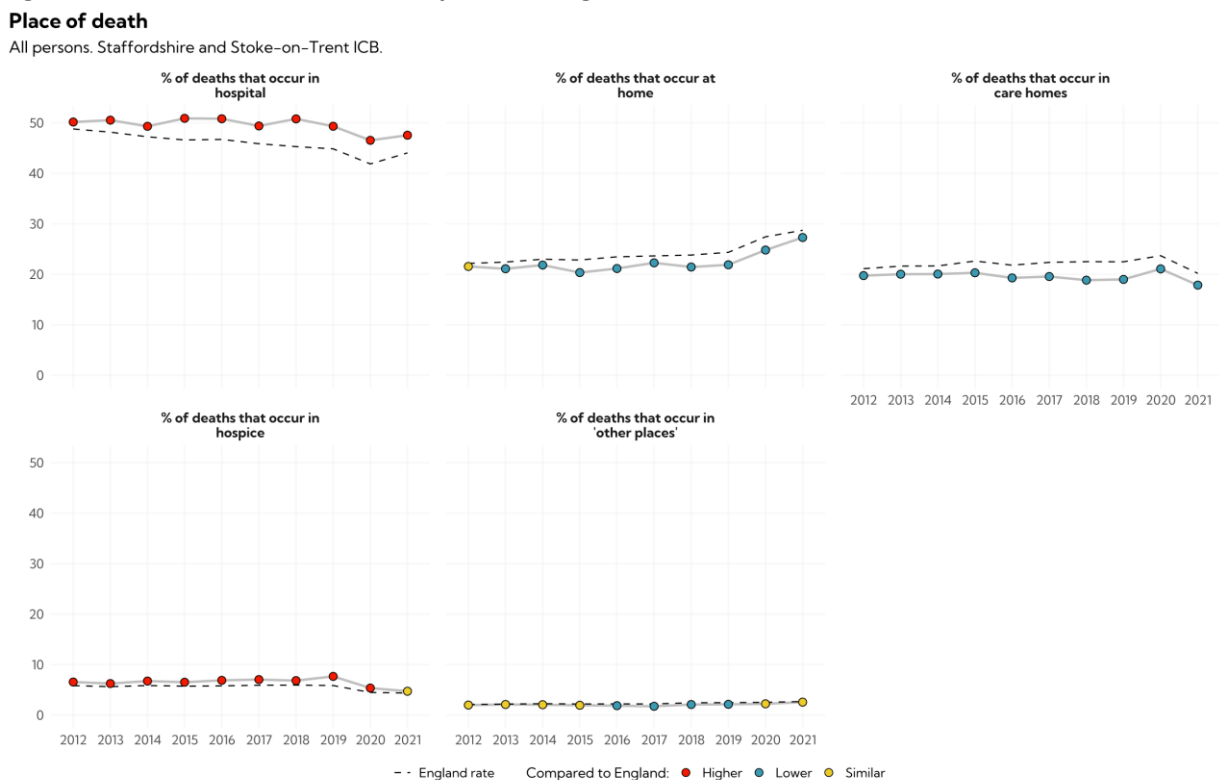 Place of death
All persons. Staffordshire and Stoke-on-Trent ICB.
% of deaths that occur in
hospital
% of deaths that occur at
home
% of deaths that occur in
care homes
50
40
30
20
10
0
2012 2013 2014 2015 2016 2017 2018 2019 2020 2021
% of deaths that occur in
hospice
% of deaths that occur in
'other places'
50
40
30
20
10
0
2012 2013 2014 2015 2016 2017 2018 2019 2020 2021
2012 2013 2014 2015 2016 2017 2018 2019 2020 2021
England rate Compared to England: Higher Lower Similar